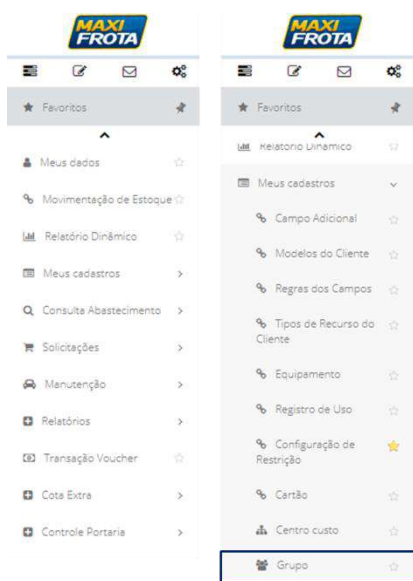 MAXI
FROTA
Favoritos
Meus dados
Movimentação de Estoque
Relatório Dinâmico
Meus cadastros
Consulta Abastecimento
Solicitações
Manutenção
Relatórios
Transação Voucher
Cota Extra
Controle Portaria
MAXI
FROTA
Favoritos
Relatório Dinâmico
Meus cadastros
Campo Adicional
Modelos do Cliente
Regras dos Campos
Tipos de Recurso do
Cliente
Equipamento
Registro de Uso
Configuração de
Restrição
Cartão
Centro custo
Grupo